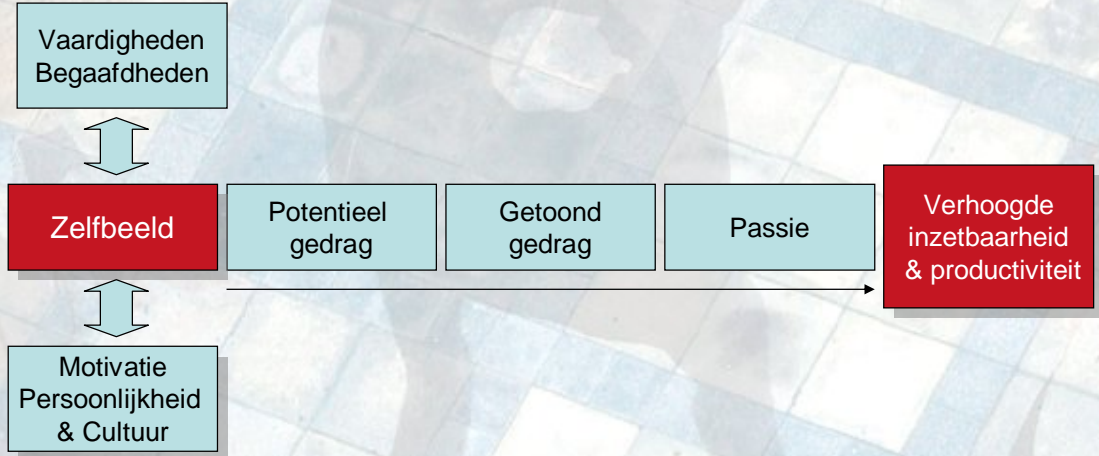 Vaardigheden
Begaafdheden
Zelfbeeld
Potentieel
gedrag
Getoond
gedrag
Passie
Verhoogde
inzetbaarheid
& productiviteit
Motivatie
Persoonlijkheid
& Cultuur